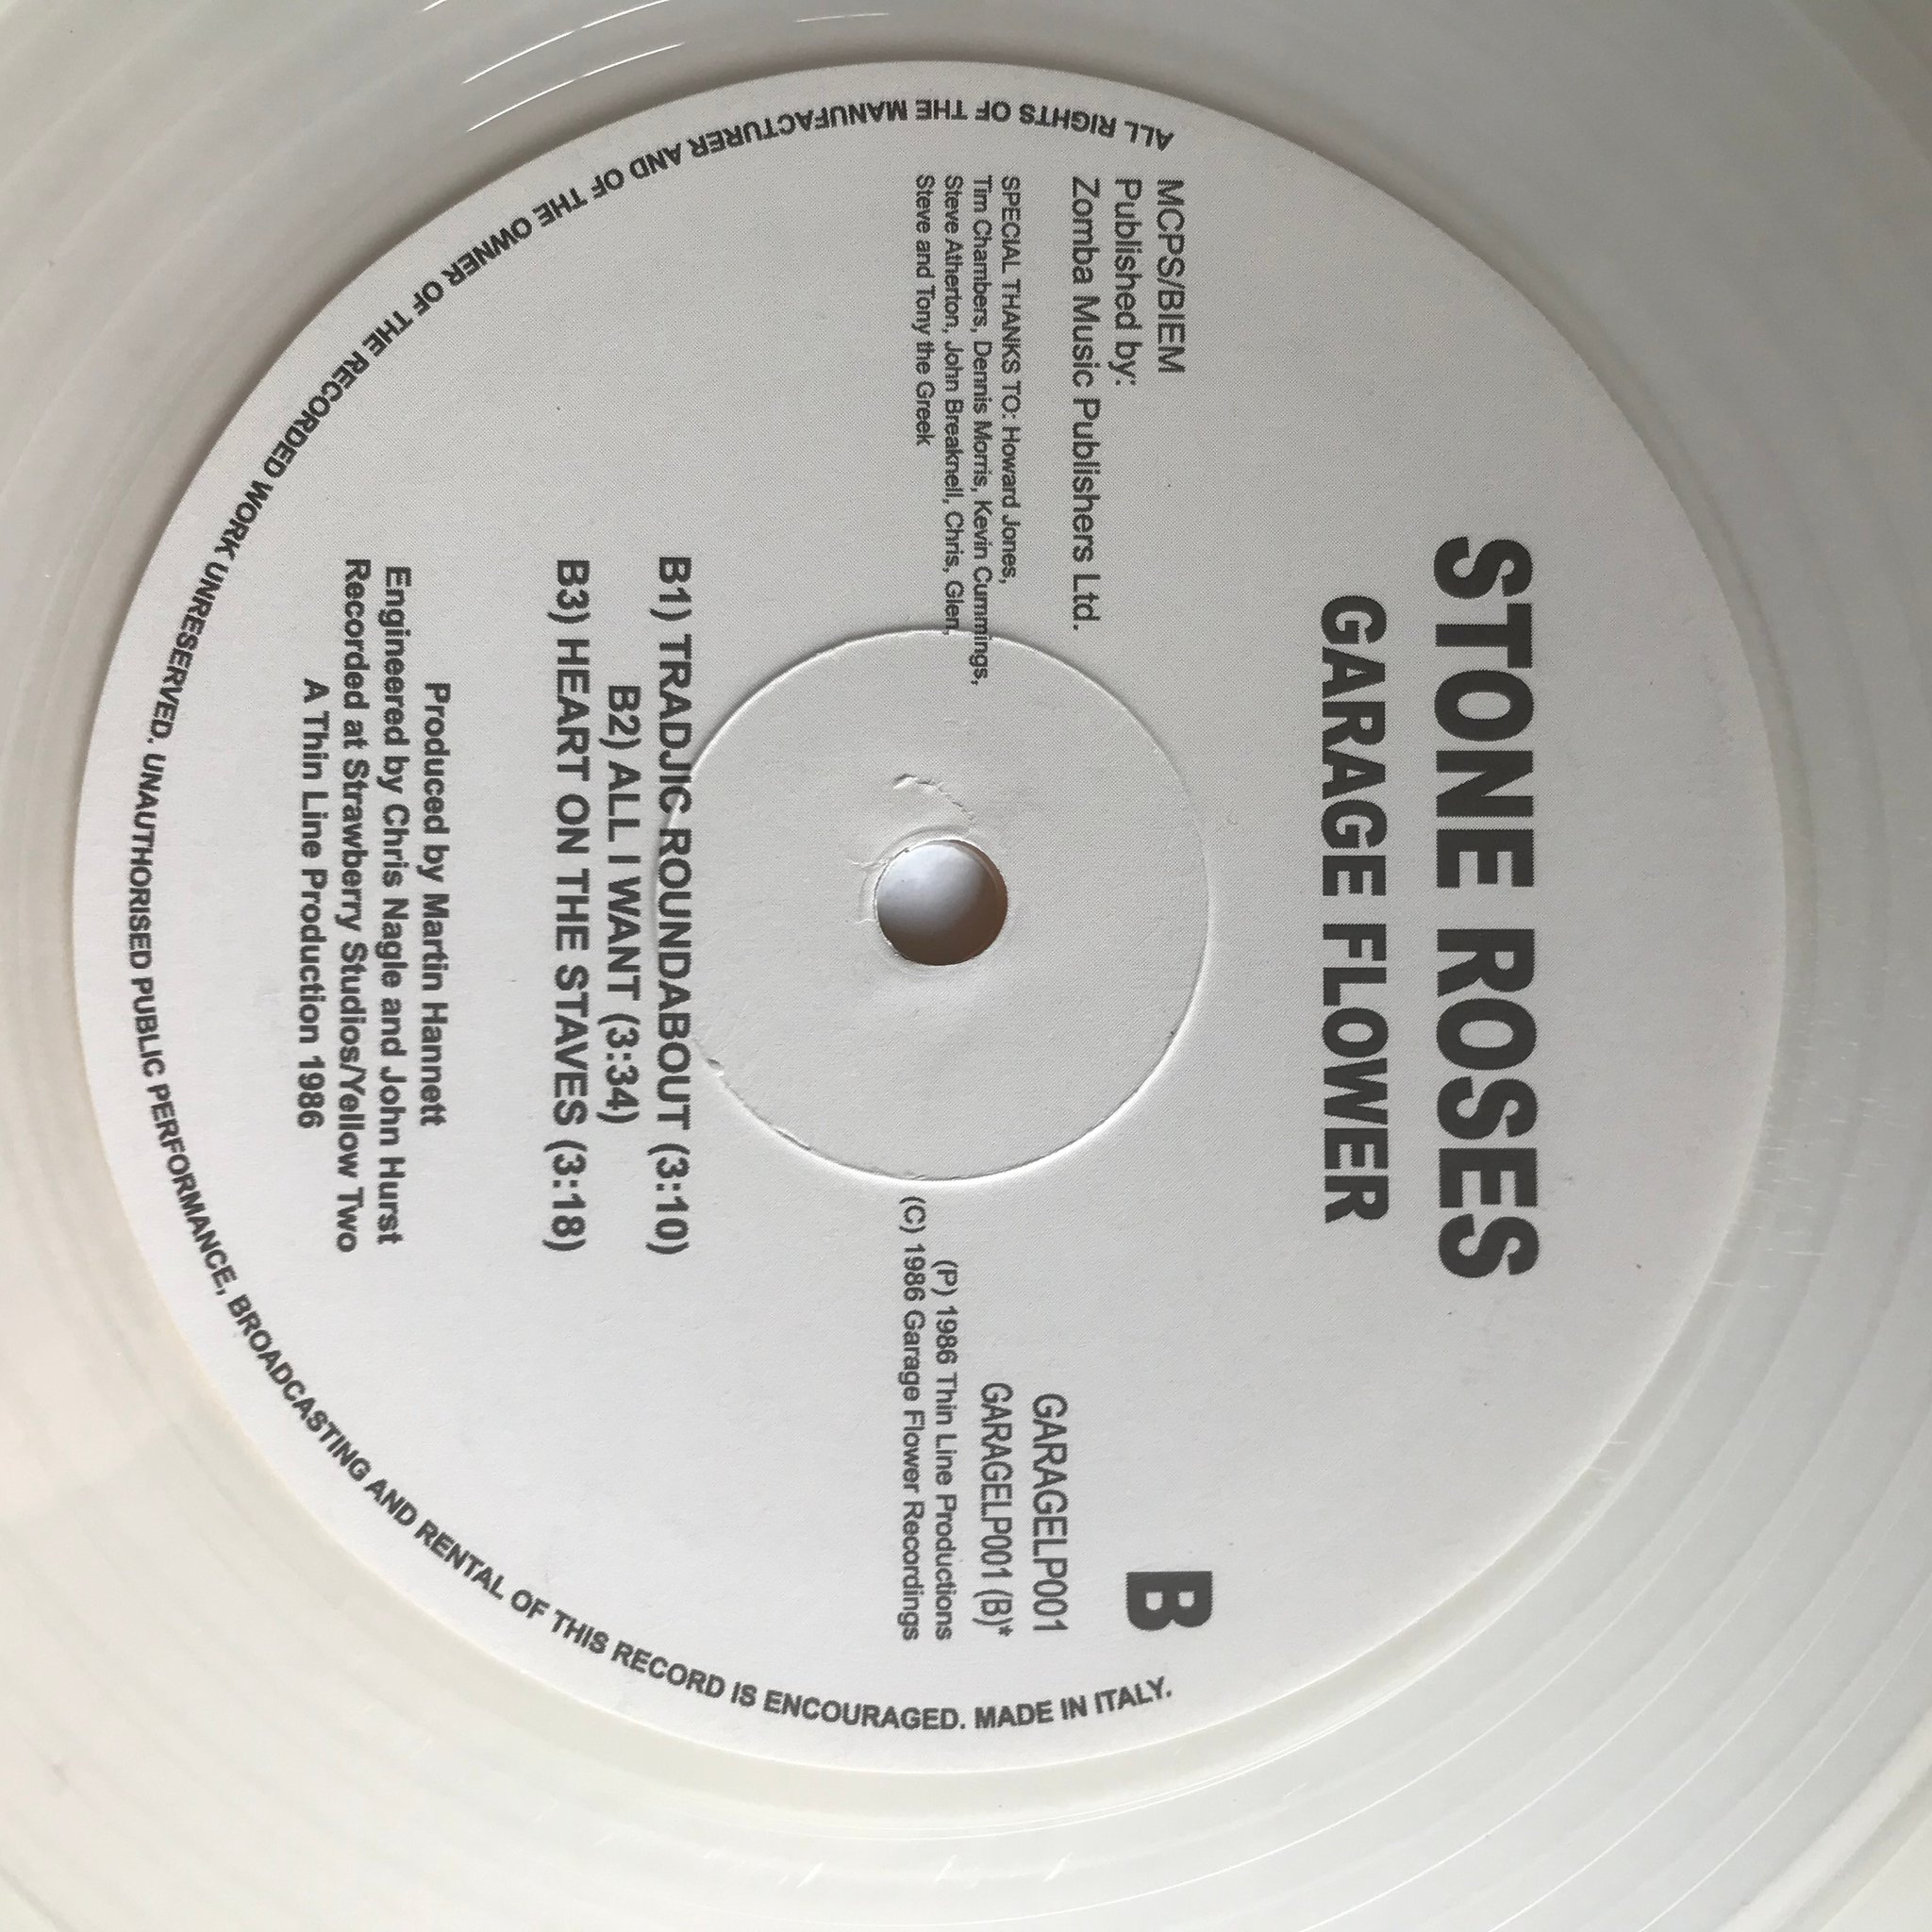 STONE ROSES
GARAGE FLOWER
MCPS/BIEM
Published by:
Zomba Music Publishers Ltd.
SPECIAL THANKS TO: Howard Jones,
Tim Chambers, Dennis Morris, Kevin Cummings,
Steve Atherton, John Breaknell, Chris, Glen,
Steve and Tony the Greek
B
GARAGELP001
GARAGELP001 (B)*
(P) 1986 Thin Line Productions
(C) 1986 Garage Flower Recordings
B1) TRADJIC ROUNDABOUT (3:10)
B2) ALL I WANT (3:34)
B3) HEART ON THE STAVES (3:18)
Produced by Martin Hannett
Engineered by Chris Nagle and John Hurst
Recorded at Strawberry Studios/Yellow Two
A Thin Line Production 1986
ALL RIGHTS OF THE MANUFACTURER AND OF THE OWNER OF THE RECORDED WORK UNRESERVED. UNAUTHORISED PUBLIC PERFORMANCE, BROADCASTING AND RENTAL OF THIS RECORD IS ENCOURAGED. MADE IN ITALY.